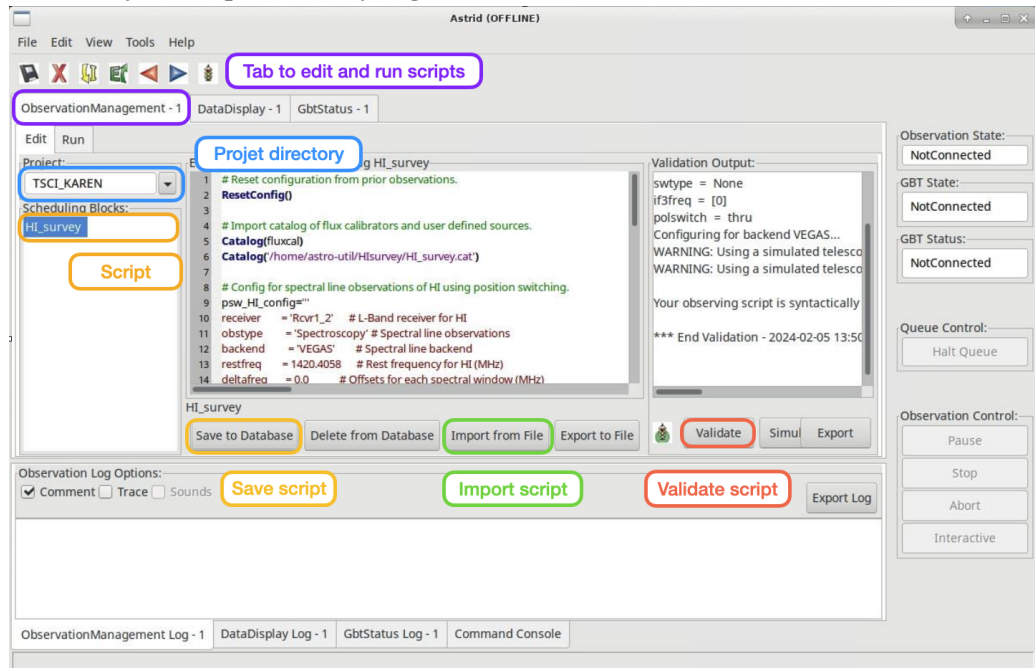 Astrid (OFFLINE)
File Edit View Tools Help
Tab to edit and run scripts
ObservationManagement - 1 DataDisplay - 1 GbtStatus - 1
Edit Run
Projet directory
Project:
TSCI_KAREN
Scheduling Blocks:
HI_survey
Script
g HI_survey
1 # Reset configuration from prior observations.
2 ResetConfig()
3
4 # Import catalog of flux calibrators and user defined sources.
5 Catalog(fluxcal)
6 Catalog('/home/astro-util/HIsurvey/HI_survey.cat')
7
8 # Config for spectral line observations of HI using position switching.
9 psw_HI_config='''
10 receiver = 'Rcvr1_2' # L-Band receiver for HI
11 obstype = 'Spectroscopy' # Spectral line observations
12 backend = 'VEGAS' # Spectral line backend
13 restfreq = 1420.4058 # Rest frequency for HI (MHz)
14 deltafreq = 0.0 # Offsets for each spectral window (MHz)
HI_survey
Save to Database Delete from Database Import from File Export to File
Validation Output:
swtype = None
if3freq = [0]
polswitch = thru
Configuring for backend VEGAS...
WARNING: Using a simulated telesco
WARNING: Using a simulated telesco
Your observing script is syntactically
*** End Validation - 2024-02-05 13:50
Validate Simul Export
Observation State:
NotConnected
GBT State:
NotConnected
GBT Status:
NotConnected
Queue Control:
Halt Queue
Observation Control:
Pause
Stop
Abort
Interactive
Observation Log Options:
Comment Trace Sounds
Save script
Import script
Validate script
Export Log
ObservationManagement Log - 1 DataDisplay Log - 1 GbtStatus Log - 1 Command Console